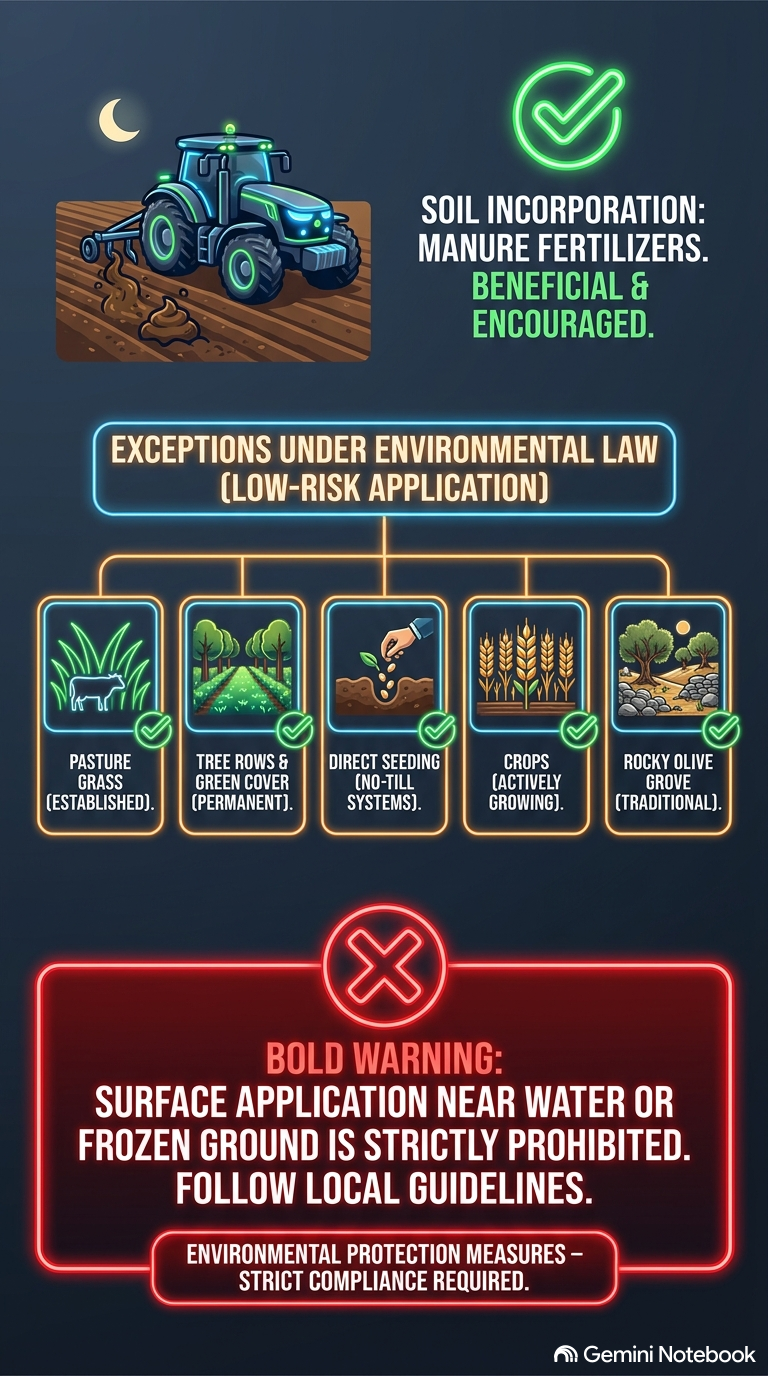 SOIL INCORPORATION:
MANURE FERTILIZERS.
BENEFICIAL &
ENCOURAGED.
EXCEPTIONS UNDER ENVIRONMENTAL LAW
(LOW-RISK APPLICATION)
PASTURE
GRASS
(ESTABLISHED).
TREE ROWS &
GREEN COVER
(PERMANENT).
DIRECT SEEDING
(NO-TILL
SYSTEMS).
CROPS
(ACTIVELY
GROWING).
ROCKY OLIVE
GROVE
(TRADITIONAL).
BOLD WARNING:
SURFACE APPLICATION NEAR WATER OR
FROZEN GROUND IS STRICTLY PROHIBITED.
FOLLOW LOCAL GUIDELINES.
ENVIRONMENTAL PROTECTION MEASURES –
STRICT COMPLIANCE REQUIRED.
Gemini Notebook